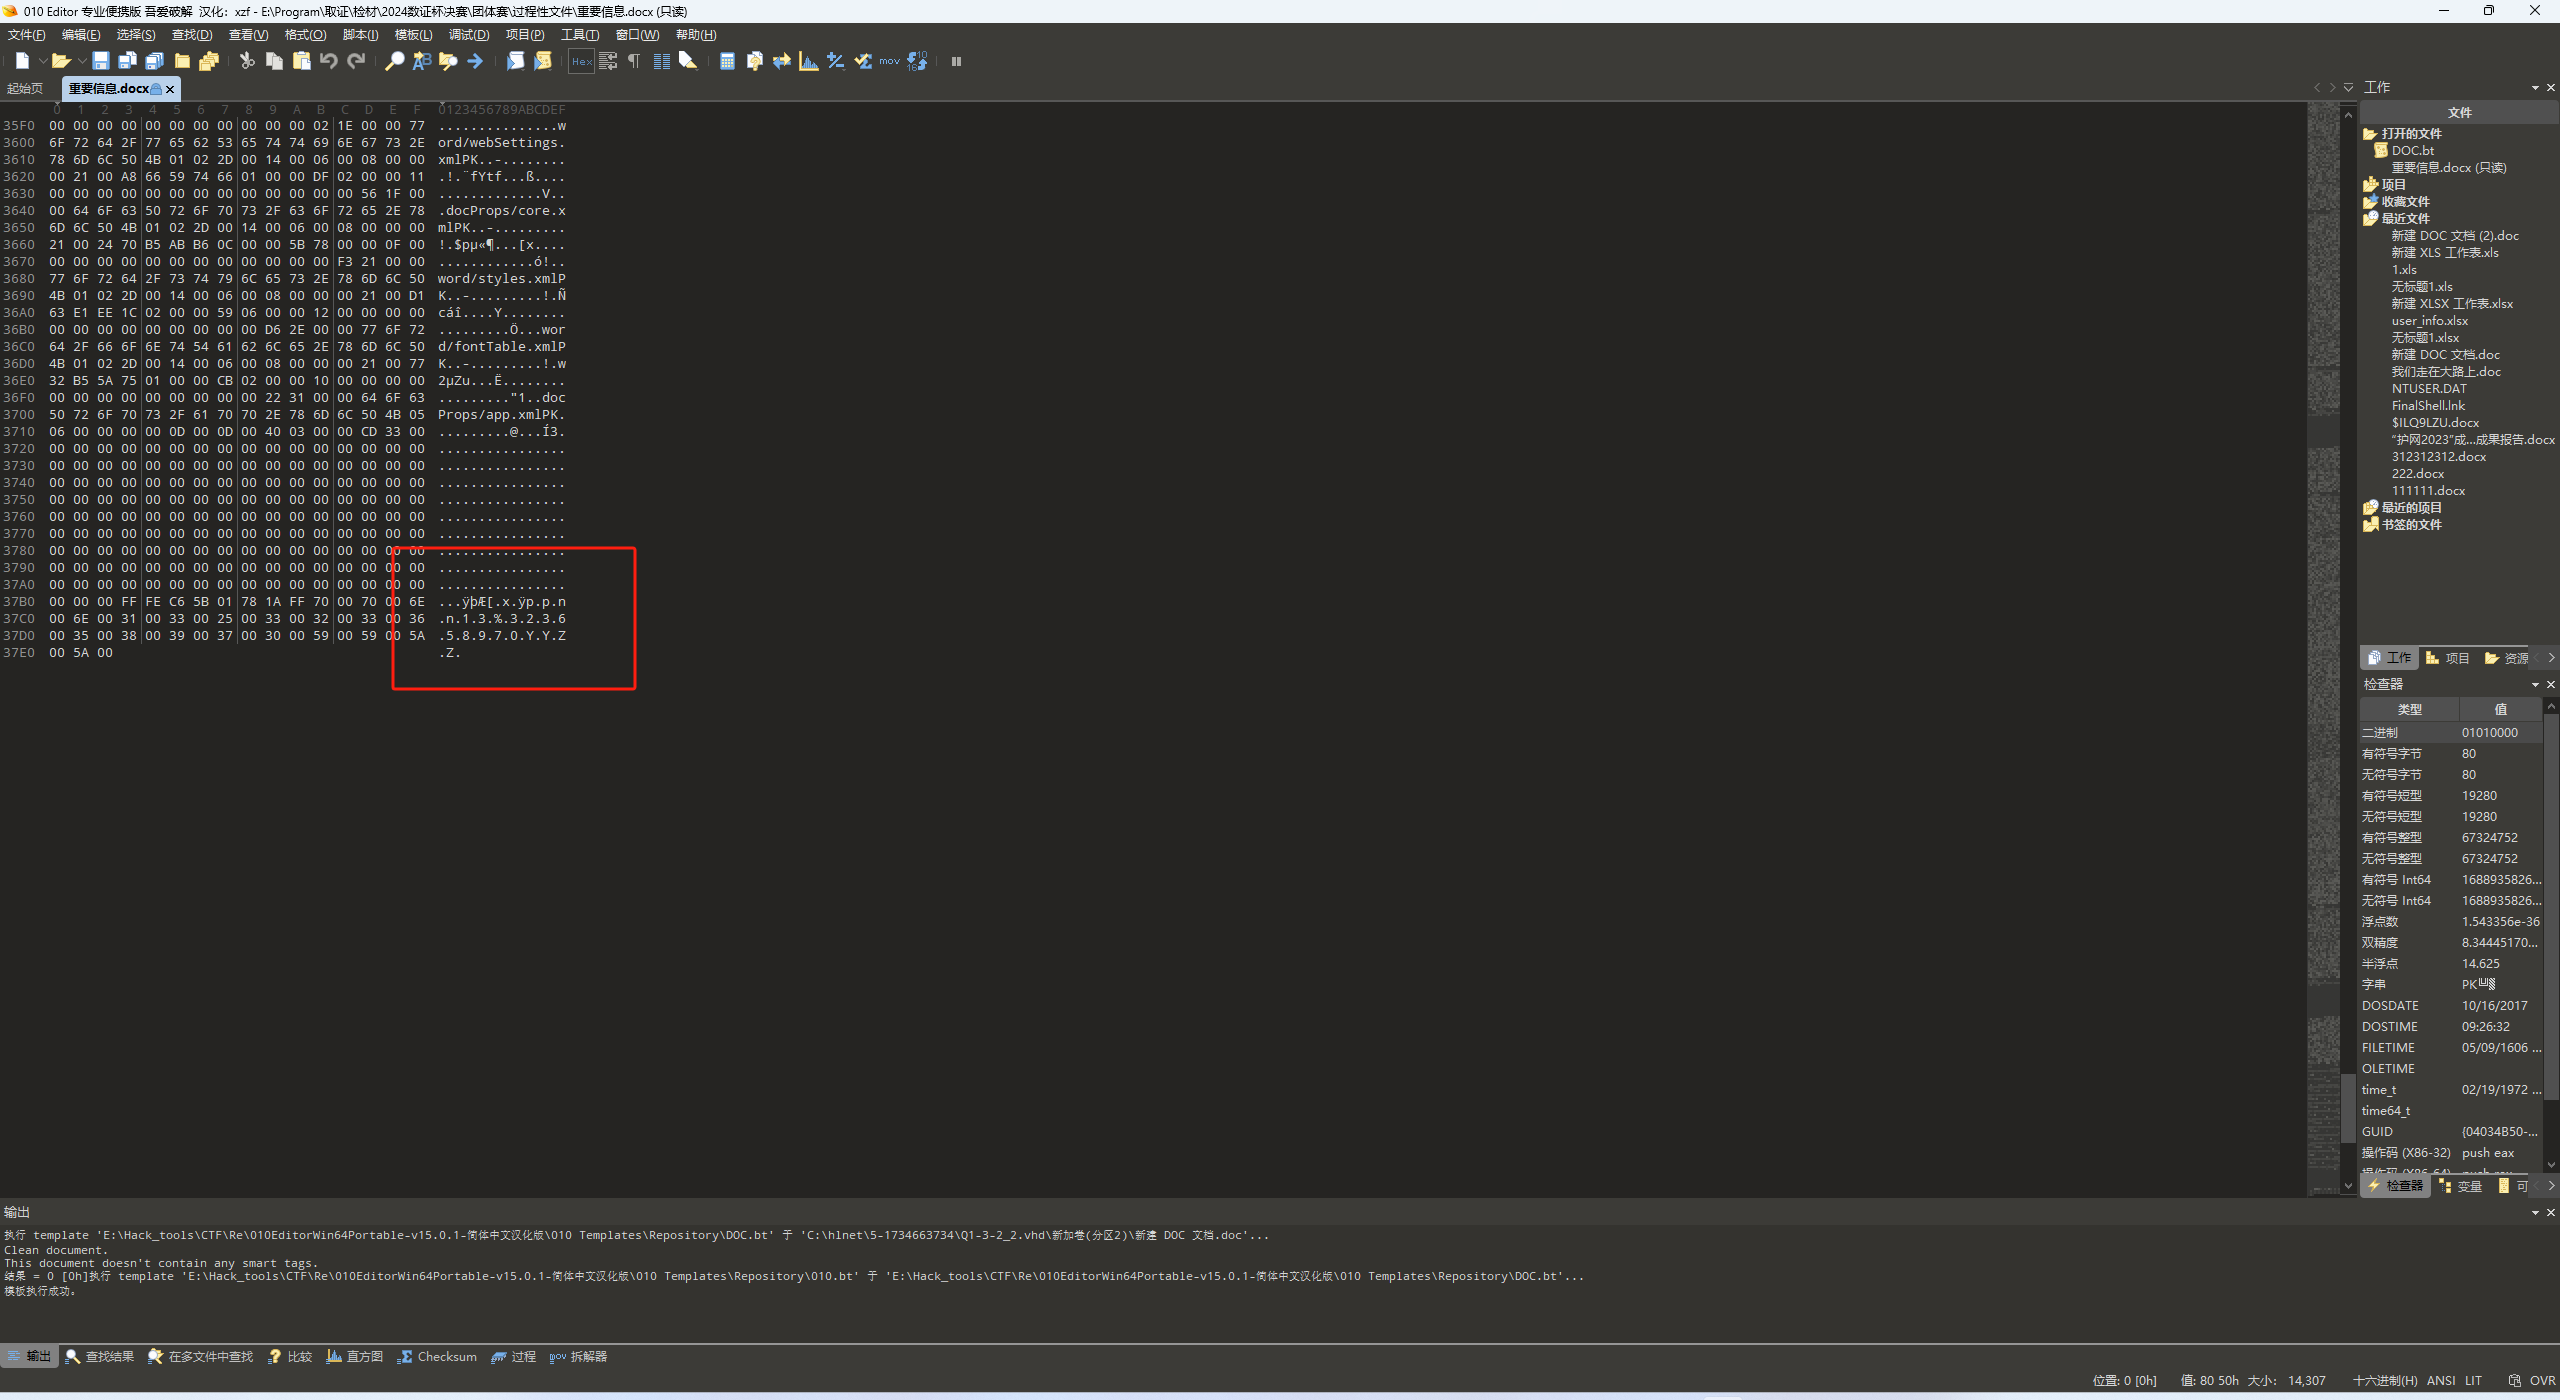 010 Editor 专业便携版 吾爱破解  汉化：xzf - E:\Program\取证\检材\2024数证杯决赛\团体赛\过程性文件\重要信息.docx (只读)
文件(F) 编辑(E) 选择(S) 查找(D) 查看(V) 格式(O) 脚本(I) 模板(L) 调试(D) 项目(P) 工具(T) 窗口(W) 帮助(H)
起始页 重要信息.docx
0 1 2 3 4 5 6 7 8 9 A B C D E F 0123456789ABCDEF
35F0 00 00 00 00 00 00 00 00 00 00 00 02 1E 00 00 77 ...............w
3600 6F 72 64 2F 77 65 62 53 65 74 74 69 6E 67 73 2E ord/webSettings.
3610 78 6D 6C 50 4B 01 02 2D 00 14 00 06 00 08 00 00 xmlPK..-........
3620 00 21 00 A8 66 59 74 66 01 00 00 DF 02 00 00 11 .!.¨fYtf...ß....
3630 00 00 00 00 00 00 00 00 00 00 00 00 00 56 1F 00 .............V..
3640 00 64 6F 63 50 72 6F 70 73 2F 63 6F 72 65 2E 78 .docProps/core.x
3650 6D 6C 50 4B 01 02 2D 00 14 00 06 00 08 00 00 00 mlPK..-.........
3660 21 00 24 70 B5 AB B6 0C 00 00 5B 78 00 00 0F 00 !.$pµ«¶...[x....
3670 00 00 00 00 00 00 00 00 00 00 00 00 F3 21 00 00 ............ó!..
3680 77 6F 72 64 2F 73 74 79 6C 65 73 2E 78 6D 6C 50 word/styles.xmlP
3690 4B 01 02 2D 00 14 00 06 00 08 00 00 00 21 00 D1 K..-.........!.Ñ
36A0 63 E1 EE 1C 02 00 00 59 06 00 00 12 00 00 00 00 cáî....Y........
36B0 00 00 00 00 00 00 00 00 00 D6 2E 00 00 77 6F 72 .........Ö...wor
36C0 64 2F 66 6F 6E 74 54 61 62 6C 65 2E 78 6D 6C 50 d/fontTable.xmlP
36D0 4B 01 02 2D 00 14 00 06 00 08 00 00 00 21 00 77 K..-.........!.w
36E0 32 B5 5A 75 01 00 00 CB 02 00 00 10 00 00 00 00 2µZu...Ë........
36F0 00 00 00 00 00 00 00 00 00 22 31 00 00 64 6F 63 ........."1..doc
3700 50 72 6F 70 73 2F 61 70 70 2E 78 6D 6C 50 4B 05 Props/app.xmlPK.
3710 06 00 00 00 00 0D 00 0D 00 40 03 00 00 CD 33 00 .........@...Í3.
3720 00 00 00 00 00 00 00 00 00 00 00 00 00 00 00 00 ................
3730 00 00 00 00 00 00 00 00 00 00 00 00 00 00 00 00 ................
3740 00 00 00 00 00 00 00 00 00 00 00 00 00 00 00 00 ................
3750 00 00 00 00 00 00 00 00 00 00 00 00 00 00 00 00 ................
3760 00 00 00 00 00 00 00 00 00 00 00 00 00 00 00 00 ................
3770 00 00 00 00 00 00 00 00 00 00 00 00 00 00 00 00 ................
3780 00 00 00 00 00 00 00 00 00 00 00 00 00 00 00 00 ................
3790 00 00 00 00 00 00 00 00 00 00 00 00 00 00 00 00 ................
37A0 00 00 00 00 00 00 00 00 00 00 00 00 00 00 00 00 ................
37B0 00 00 00 FF FE C6 5B 01 78 1A FF 70 00 70 00 6E ...ÿþÆ[.x.ÿp.p.n
37C0 00 6E 00 31 00 33 00 25 00 33 00 32 00 33 00 36 .n.1.3.%.3.2.3.6
37D0 00 35 00 38 00 39 00 37 00 30 00 59 00 59 00 5A .5.8.9.7.0.Y.Y.Z
37E0 00 5A 00 .Z.
工作
文件
打开的文件
DOC.bt
重要信息.docx (只读)
项目
收藏文件
最近文件
新建 DOC 文档 (2).doc
新建 XLS 工作表.xls
1.xls
无标题1.xls
新建 XLSX 工作表.xlsx
user_info.xlsx
无标题1.xlsx
新建 DOC 文档.doc
我们走在大路上.doc
NTUSER.DAT
FinalShell.lnk
$ILQ9LZU.docx
“护网2023”成...成果报告.docx
312312312.docx
222.docx
111111.docx
最近的项目
书签的文件
工作 项目 资源
检查器
类型 值
二进制 01010000
有符号字节 80
无符号字节 80
有符号短型 19280
无符号短型 19280
有符号整型 67324752
无符号整型 67324752
有符号 Int64 1688935826...
无符号 Int64 1688935826...
浮点数 1.543356e-36
双精度 8.34445170...
半浮点 14.625
字串 PK
DOSDATE 10/16/2017
DOSTIME 09:26:32
FILETIME 05/09/1606 ...
OLETIME
time_t 02/19/1972 ...
time64_t
GUID {04034B50-...
操作码 (X86-32) push eax
检查器 变量 可
输出
执行 template 'E:\Hack_tools\CTF\Re\010EditorWin64Portable-v15.0.1-简体中文汉化版\010 Templates\Repository\DOC.bt' 于 'C:\hlnet\5-1734663734\Q1-3-2_2.vhd\新加卷(分区2)\新建 DOC 文档.doc'...
Clean document.
This document doesn't contain any smart tags.
结果 = 0 [0h]执行 template 'E:\Hack_tools\CTF\Re\010EditorWin64Portable-v15.0.1-简体中文汉化版\010 Templates\Repository\010.bt' 于 'E:\Hack_tools\CTF\Re\010EditorWin64Portable-v15.0.1-简体中文汉化版\010 Templates\Repository\DOC.bt'...
模板执行成功。
输出 查找结果 在多文件中查找 比较 直方图 Checksum 过程 拆解器
位置: 0 [0h] 值: 80 50h 大小: 14,307 十六进制(H) ANSI LIT OVR